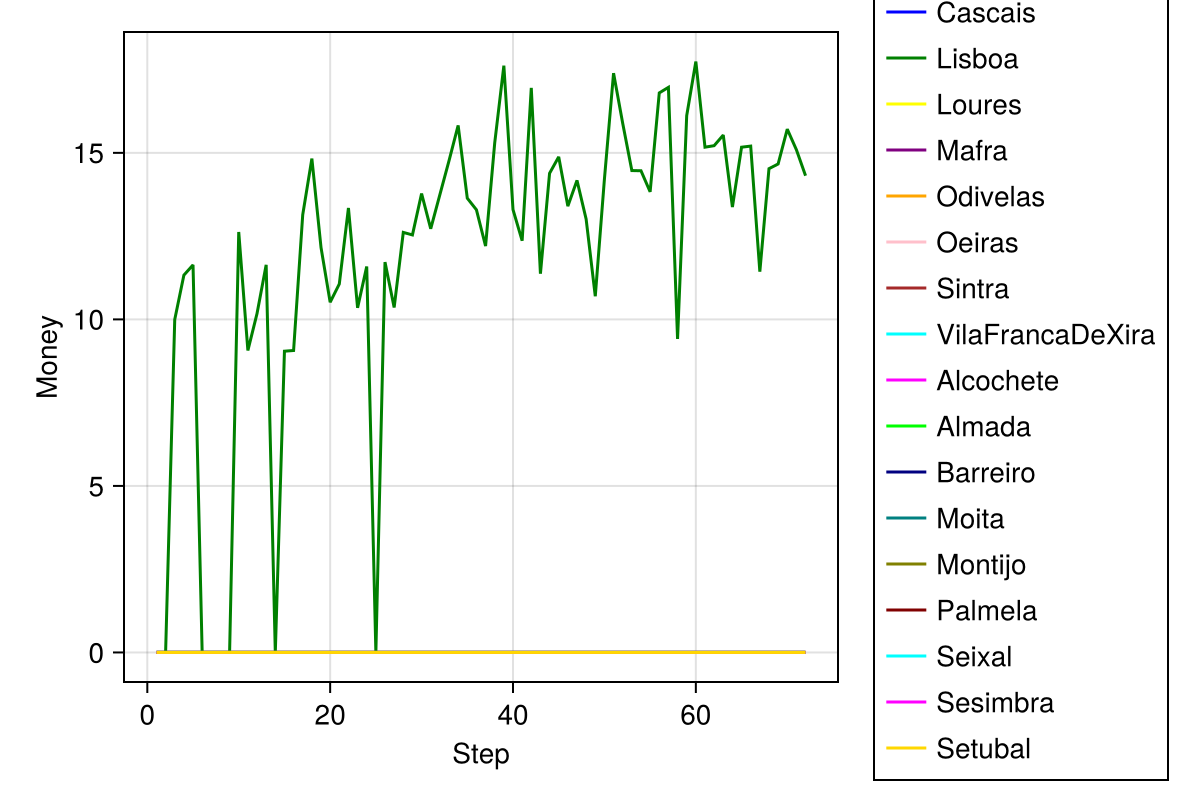 15
10
5
0
Money
0
20
40
60
Step
Cascais
Lisboa
Loures
Mafra
Odivelas
Oeiras
Sintra
VilaFrancaDeXira
Alcochete
Almada
Barreiro
Moita
Montijo
Palmela
Seixal
Sesimbra
Setubal